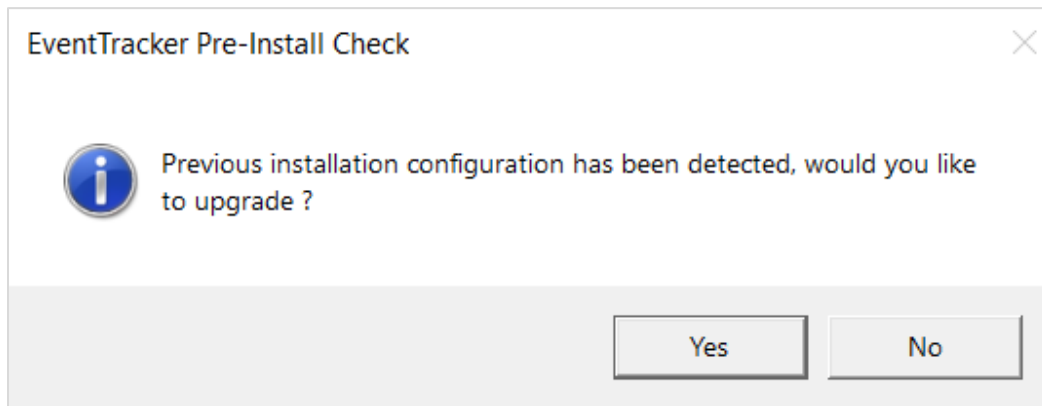 EventTracker Pre-Install Check
Previous installation configuration has been detected, would you like
to upgrade ?
Yes
No